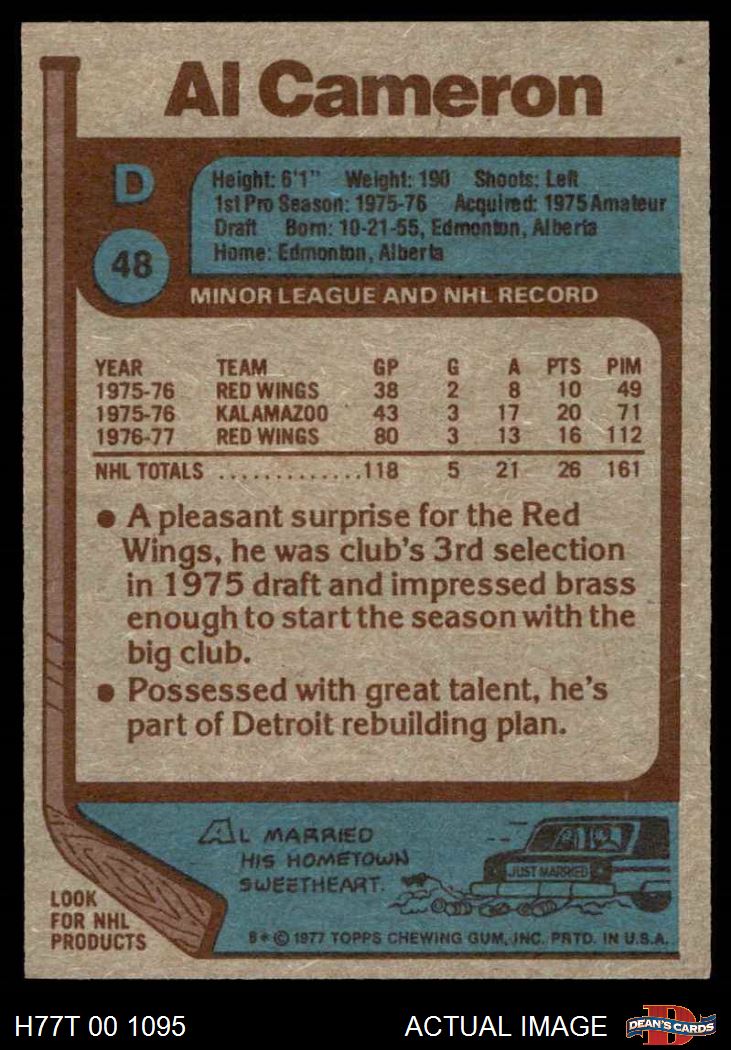 Al Cameron
D
48
Height: 6'1" Weight: 190 Shoots: Left
1st Pro Season: 1975-76 Acquired: 1975 Amateur
Draft Born: 10-21-55, Edmonton, Alberta
Home: Edmonton, Alberta
MINOR LEAGUE AND NHL RECORD
YEAR TEAM GP G A PTS PIM
1975-76 RED WINGS 38 2 8 10 49
1975-76 KALAMAZOO 43 3 17 20 71
1976-77 RED WINGS 80 3 13 16 112
NHL TOTALS ..............118 5 21 26 161
● A pleasant surprise for the Red
Wings, he was club's 3rd selection
in 1975 draft and impressed brass
enough to start the season with the
big club.
● Possessed with great talent, he's
part of Detroit rebuilding plan.
AL MARRIED
HIS HOMETOWN
SWEETHEART.
JUST MARRIED
LOOK
FOR NHL
PRODUCTS
B*© 1977 TOPPS CHEWING GUM, INC. PRTD. IN U.S.A.
H77T 00 1095 ACTUAL IMAGE
D
DEAN'S CARDS